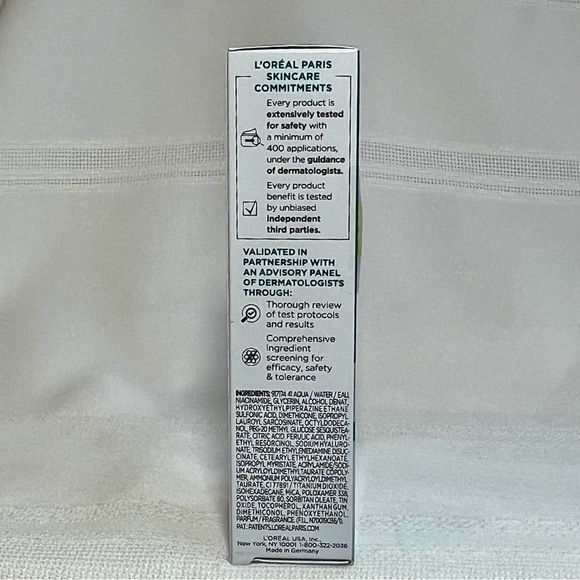 L'ORÉAL PARIS
SKINCARE
COMMITMENTS
Every product is
extensively tested
for safety with
a minimum of
400 applications,
under the guidance
of dermatologists.
Every product
benefit is tested
by unbiased
independent
third parties.
VALIDATED IN
PARTNERSHIP WITH
AN ADVISORY PANEL
OF DERMATOLOGISTS
THROUGH:
Thorough review
of test protocols
and results
Comprehensive
ingredient
screening for
efficacy, safety
& tolerance
INGREDIENTS: 917174 41 AQUA / WATER / EAU,
NIACINAMIDE, GLYCERIN, ALCOHOL DENAT.,
HYDROXYETHYLPIPERAZINE ETHANE
SULFONIC ACID, DIMETHICONE, ISOPROPYL
LAUROYL SARCOSINATE, OCTYLDODECA-
NOL, PEG-20 METHYL GLUCOSE SESQUISTEA-
RATE, CITRIC ACID, FERULIC ACID, PHENYL-
ETHYL RESORCINOL, SODIUM HYALURO-
NATE, TRISODIUM ETHYLENEDIAMINE DISUC-
CINATE, CETEARYL ETHYLHEXANOATE,
ISOPROPYL MYRISTATE, ACRYLAMIDE/SODI-
UM ACRYLOYLDIMETHYLTAURATE COPOLY-
MER, AMMONIUM POLYACRYLOYLDIMETHYL
TAURATE, CI 77891 / TITANIUM DIOXIDE,
ISOHEXADECANE, MICA, POLOXAMER 338,
POLYSORBATE 80, SORBITAN OLEATE, TIN
OXIDE, TOCOPHEROL, XANTHAN GUM,
DIMETHICONOL, PHENOXYETHANOL,
PARFUM / FRAGRANCE (F.I.L. N70019036/1).
PAT.: PATENTS.LOREALPARIS.COM
L'ORÉAL USA, Inc.,
New York, NY 10001 1-800-322-2036
Made in Germany